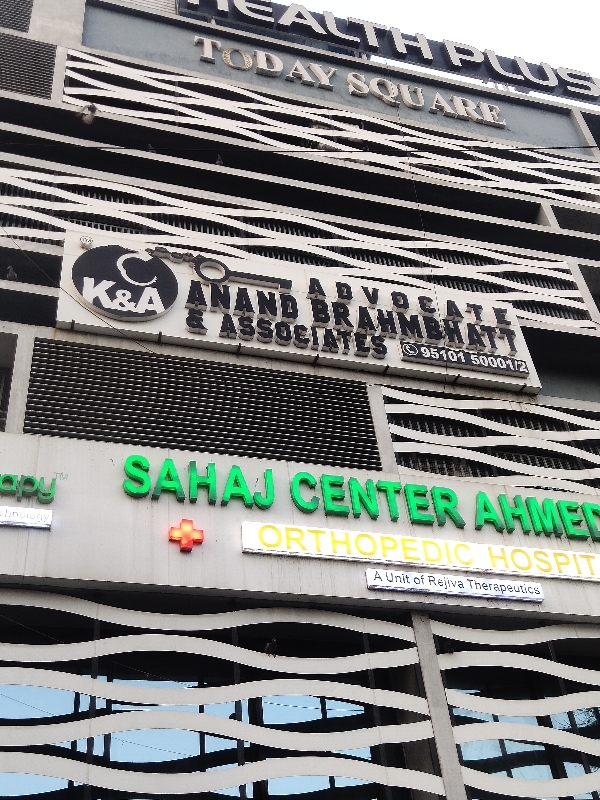 HEALTH PLUS
TODAY SQUARE
K&A
ADVOCATE
ANAND BRAHMBHATT
& ASSOCIATES
95101 50001/2
apy™
SAHAJ CENTER AHMED
ORTHOPEDIC HOSPIT
A Unit of Rejiva Therapeutics